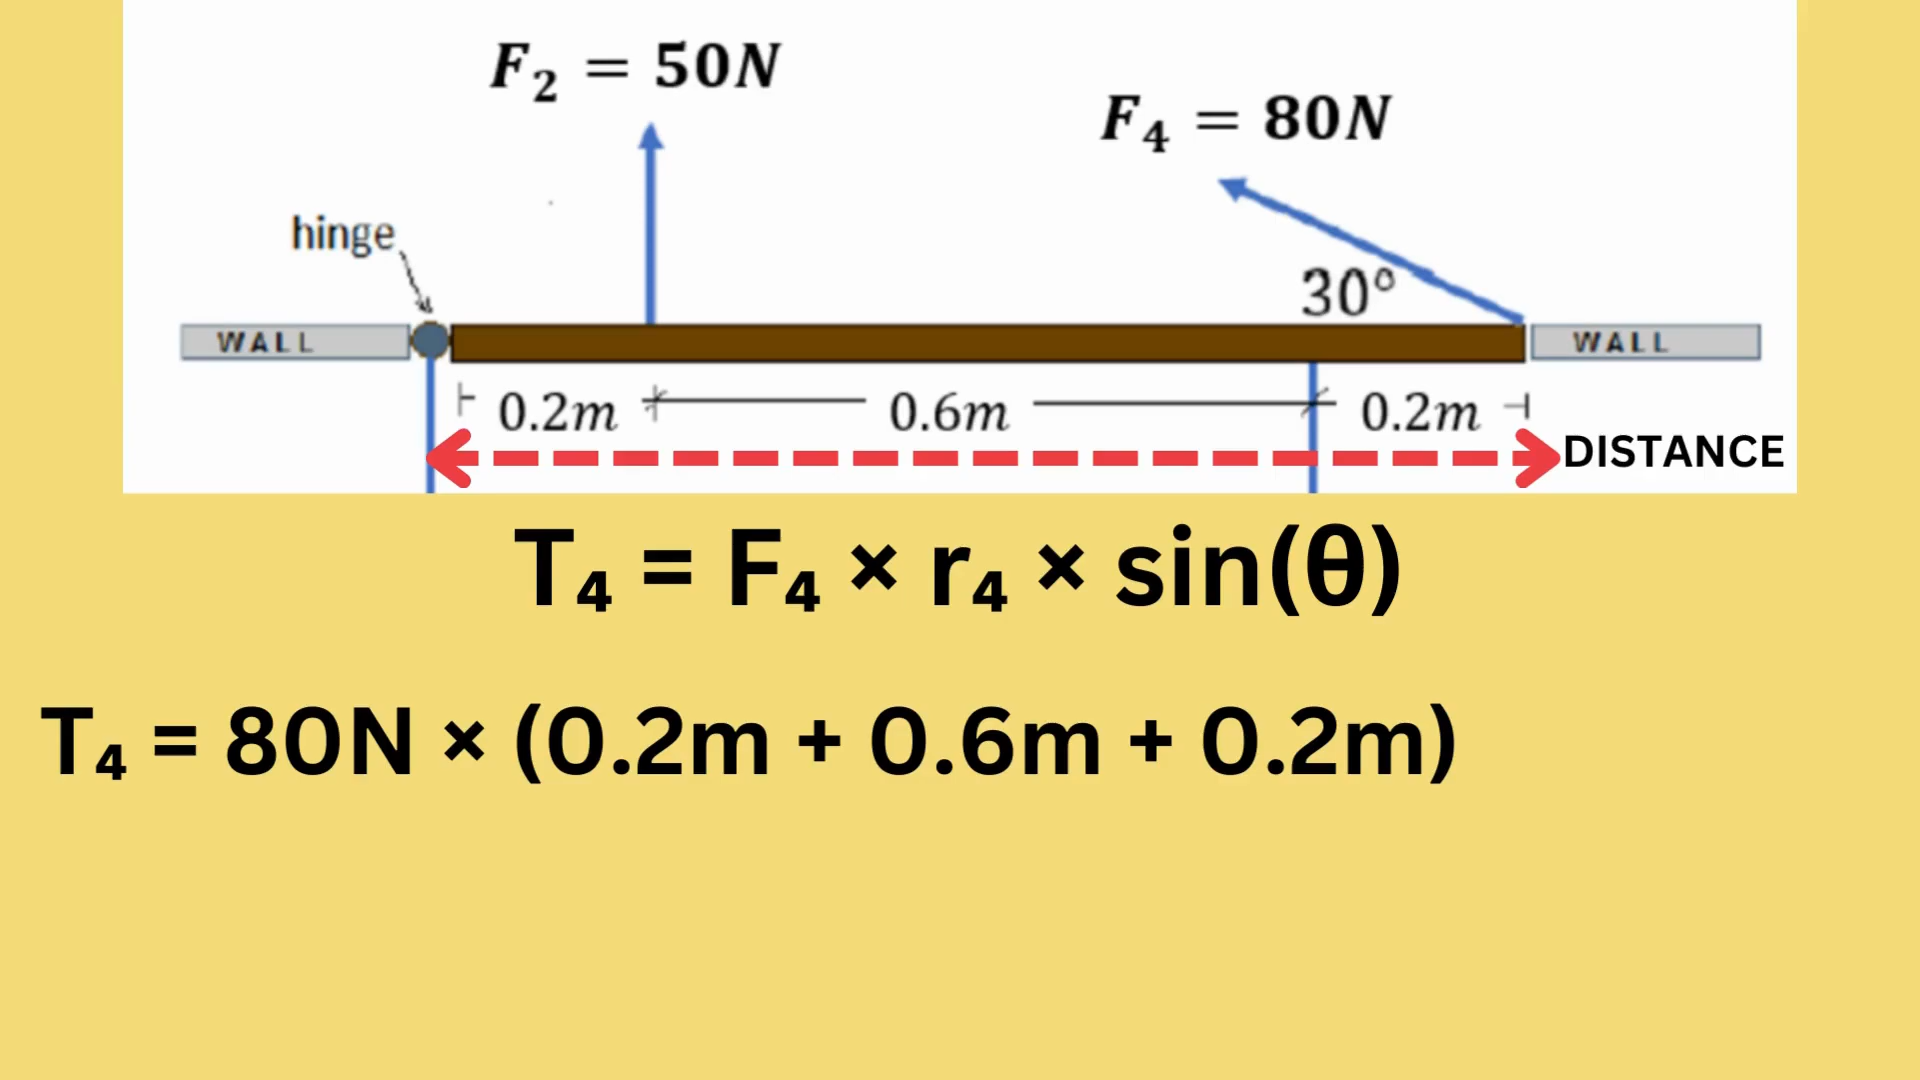 F₂ = 50N
F₄ = 80N
hinge
30°
WALL
WALL
0.2m
0.6m
0.2m
DISTANCE
T₄ = F₄ × r₄ × sin(θ)
T₄ = 80N × (0.2m + 0.6m + 0.2m)